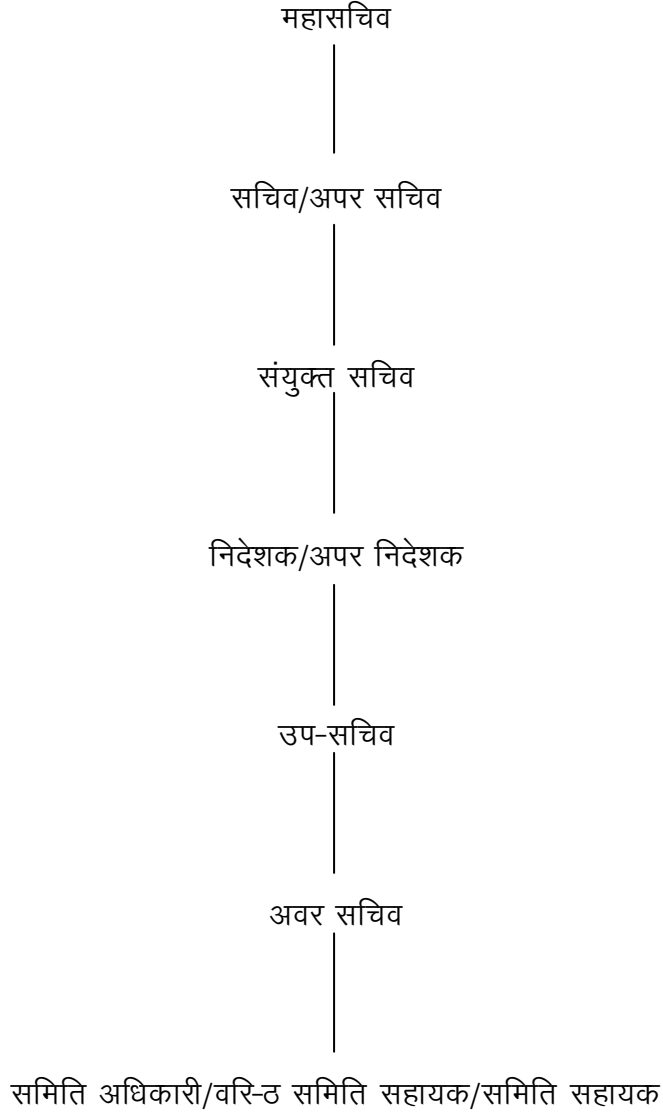 महासचिव
सचिव/अपर सचिव
संयुक्त सचिव
निदेशक/अपर निदेशक
उप-सचिव
अवर सचिव
समिति अधिकारी/वरि-ठ समिति सहायक/समिति सहायक